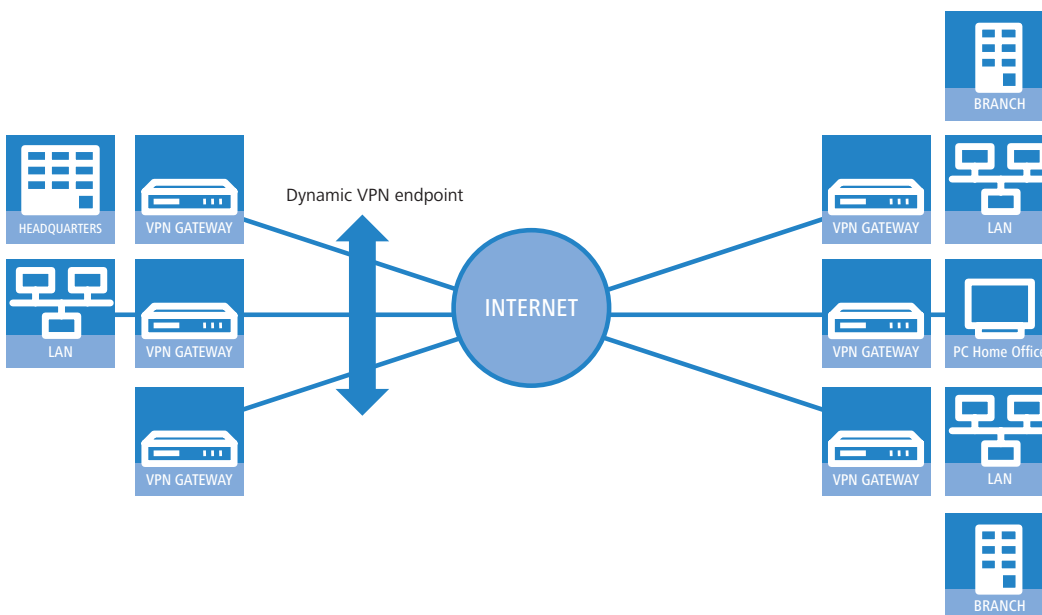 BRANCH
Dynamic VPN endpoint
HEADQUARTERS
VPN GATEWAY
VPN GATEWAY
LAN
INTERNET
LAN
VPN GATEWAY
VPN GATEWAY
PC Home Office
VPN GATEWAY
VPN GATEWAY
LAN
BRANCH